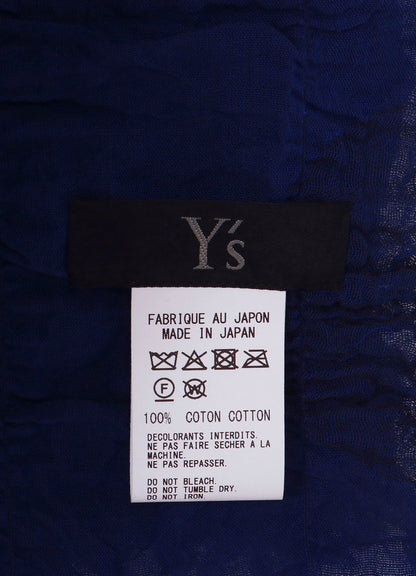 Y's
FABRIQUE AU JAPON
MADE IN JAPAN
F
W
100% COTON COTTON
DECOLORANTS INTERDITS.
NE PAS FAIRE SECHER A LA
MACHINE.
NE PAS REPASSER.
DO NOT BLEACH.
DO NOT TUMBLE DRY.
DO NOT IRON.